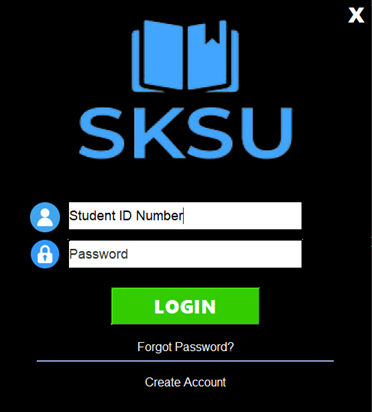 X
SKSU
Student ID Number
Password
LOGIN
Forgot Password?
Create Account